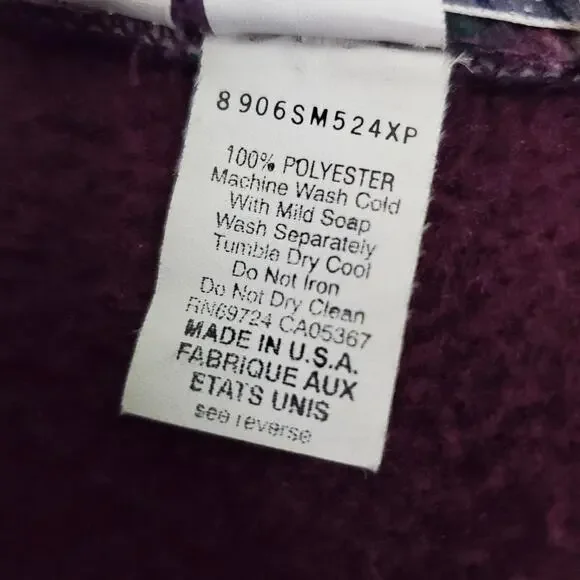 8906SM524XP
100% POLYESTER
Machine Wash Cold
With Mild Soap
Wash Separately
Tumble Dry Cool
Do Not Iron
Do Not Dry Clean
RN69724 CA05367
MADE IN U.S.A.
FABRIQUE AUX
ETATS UNIS
see reverse